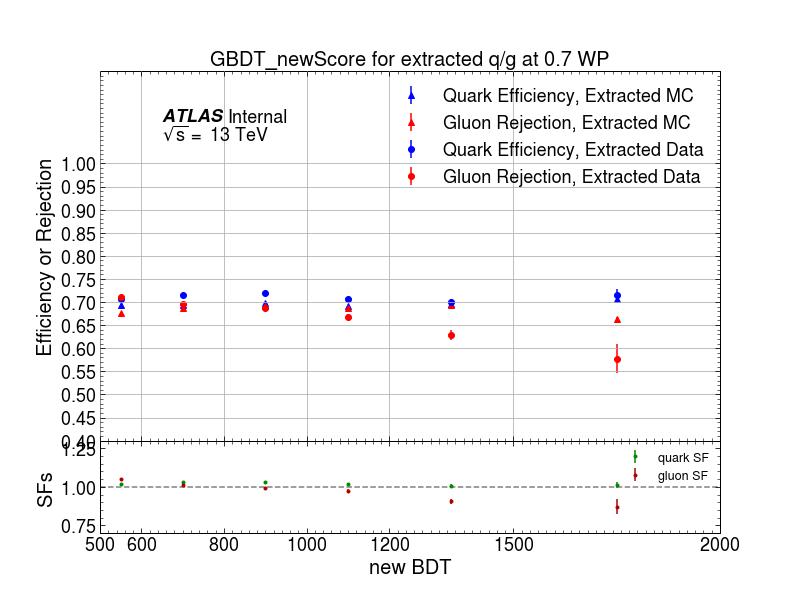 GBDT_newScore for extracted q/g at 0.7 WP
ATLAS Internal
√s = 13 TeV
Quark Efficiency, Extracted MC
Gluon Rejection, Extracted MC
Quark Efficiency, Extracted Data
Gluon Rejection, Extracted Data
Efficiency or Rejection
1.00
0.95
0.90
0.85
0.80
0.75
0.70
0.65
0.60
0.55
0.50
0.45
0.40
SFs
1.25
1.00
0.75
quark SF
gluon SF
500 600 800 1000 1200 1500 2000
new BDT